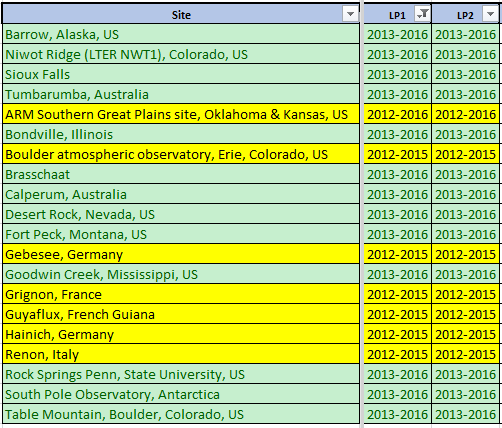 Site LP1 LP2
Barrow, Alaska, US 2013-2016 2013-2016
Niwot Ridge (LTER NWT1), Colorado, US 2013-2016 2013-2016
Sioux Falls 2013-2016 2013-2016
Tumbarumba, Australia 2013-2016 2013-2016
ARM Southern Great Plains site, Oklahoma & Kansas, US 2012-2016 2012-2016
Bondville, Illinois 2013-2016 2013-2016
Boulder atmospheric observatory, Erie, Colorado, US 2012-2015 2012-2015
Brasschaat 2013-2016 2013-2016
Calperum, Australia 2013-2016 2013-2016
Desert Rock, Nevada, US 2013-2016 2013-2016
Fort Peck, Montana, US 2013-2016 2013-2016
Gebesee, Germany 2012-2015 2012-2015
Goodwin Creek, Mississippi, US 2013-2016 2013-2016
Grignon, France 2012-2015 2012-2015
Guyaflux, French Guiana 2012-2015 2012-2015
Hainich, Germany 2012-2015 2012-2015
Renon, Italy 2012-2015 2012-2015
Rock Springs Penn, State University, US 2013-2016 2013-2016
South Pole Observatory, Antarctica 2013-2016 2013-2016
Table Mountain, Boulder, Colorado, US 2013-2016 2013-2016